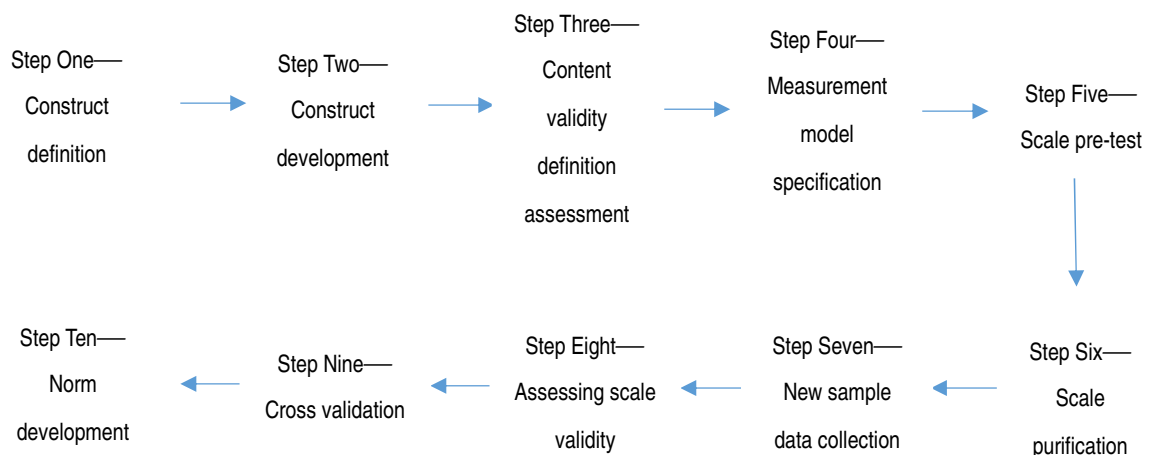 Step One—
Construct
definition
Step Two—
Construct
development
Step Three—
Content
validity
definition
assessment
Step Four—
Measurement
model
specification
Step Five—
Scale pre-test
Step Six—
Scale
purification
Step Seven—
New sample
data collection
Step Eight—
Assessing scale
validity
Step Nine—
Cross validation
Step Ten—
Norm
development